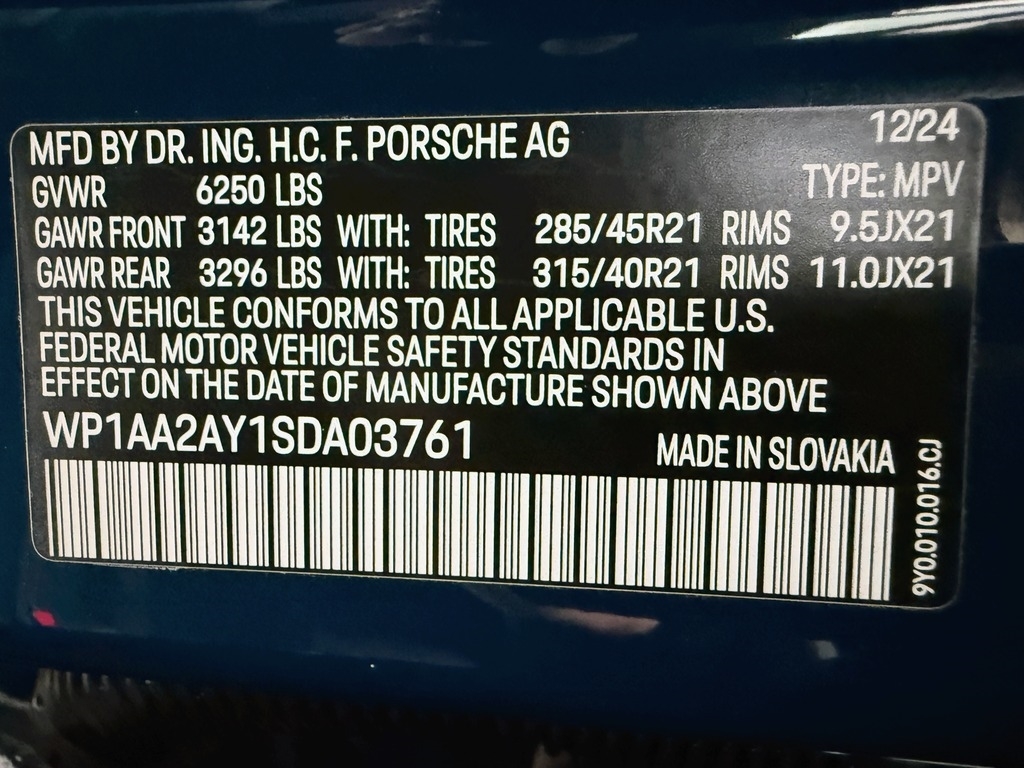 MFD BY DR. ING. H.C. F. PORSCHE AG 12/24
GVWR 6250 LBS TYPE: MPV
GAWR FRONT 3142 LBS WITH: TIRES 285/45R21 RIMS 9.5JX21
GAWR REAR 3296 LBS WITH: TIRES 315/40R21 RIMS 11.0JX21
THIS VEHICLE CONFORMS TO ALL APPLICABLE U.S.
FEDERAL MOTOR VEHICLE SAFETY STANDARDS IN
EFFECT ON THE DATE OF MANUFACTURE SHOWN ABOVE
WP1AA2AY1SDA03761 MADE IN SLOVAKIA
9Y0.010.016.CJ